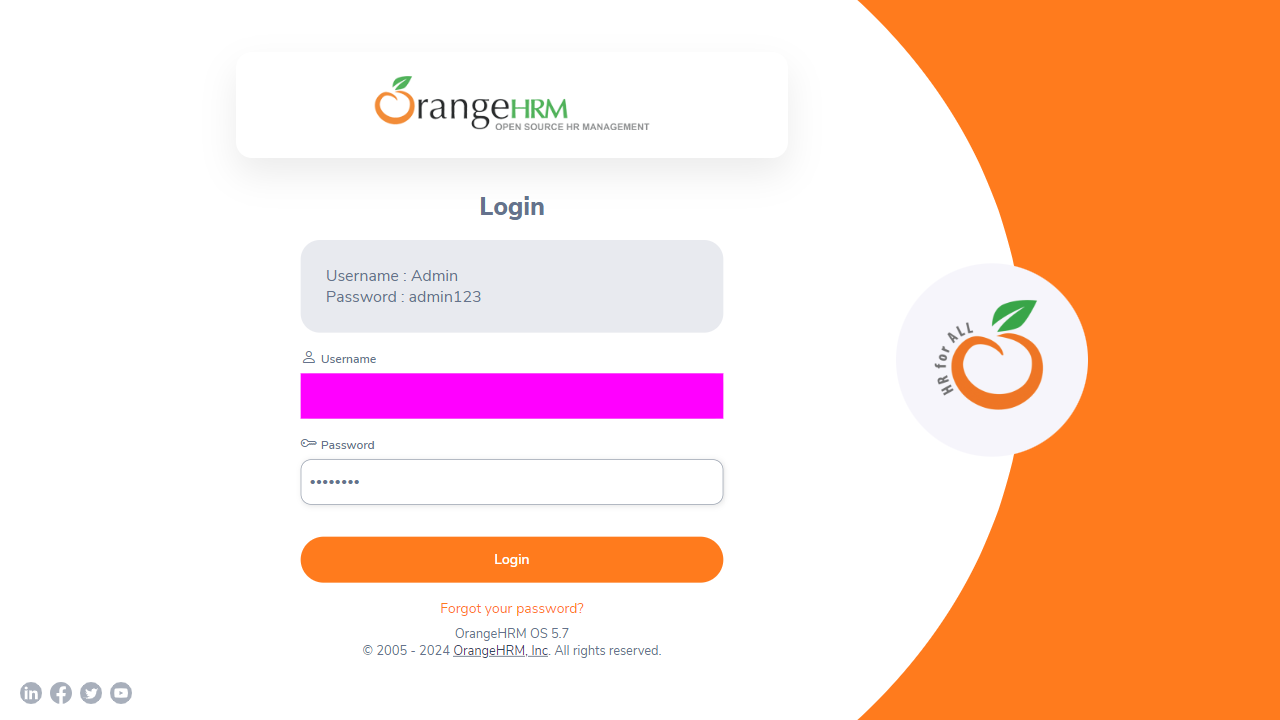 OrangeHRM
OPEN SOURCE HR MANAGEMENT
Login
Username : Admin
Password : admin123
Username
Password
••••••••
Login
Forgot your password?
OrangeHRM OS 5.7
© 2005 - 2024 OrangeHRM, Inc. All rights reserved.
HR for ALL
in